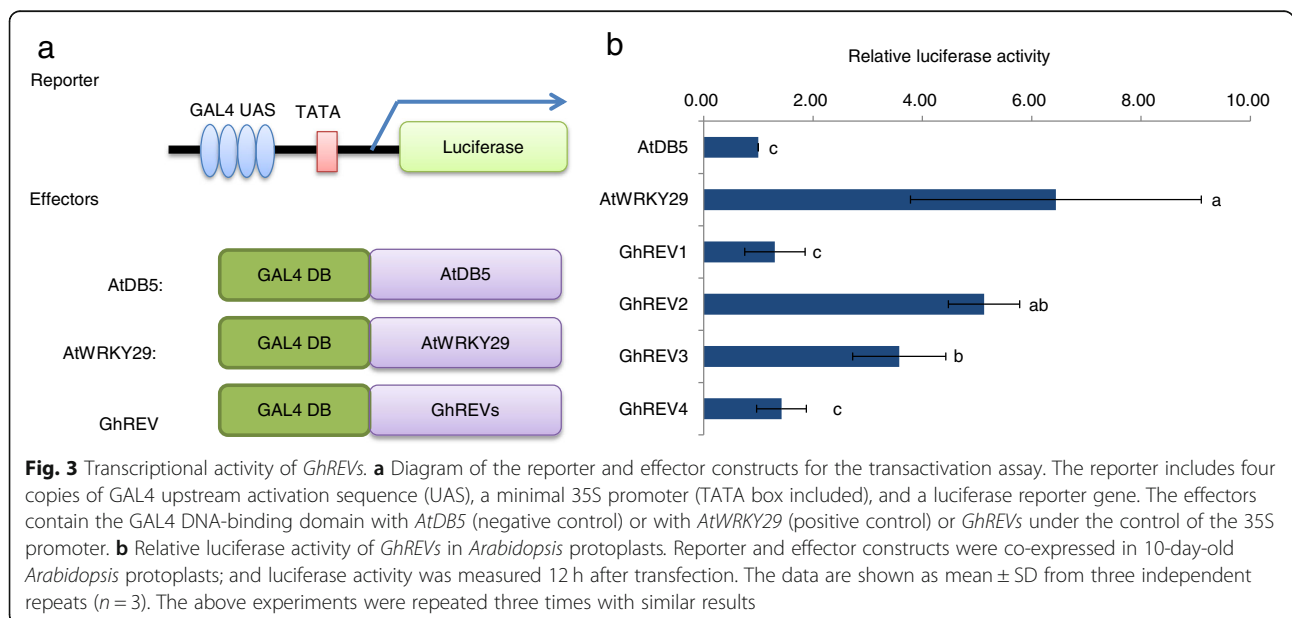 a
Reporter
GAL4 UAS
TATA
Luciferase
Effectors
AtDB5:
GAL4 DB
AtDB5
AtWRKY29:
GAL4 DB
AtWRKY29
GhREV
GAL4 DB
GhREVs
b
Relative luciferase activity
0.00 2.00 4.00 6.00 8.00 10.00
AtDB5 c
AtWRKY29 a
GhREV1 c
GhREV2 ab
GhREV3 b
GhREV4 c
Fig. 3 Transcriptional activity of GhREVs. a Diagram of the reporter and effector constructs for the transactivation assay. The reporter includes four
copies of GAL4 upstream activation sequence (UAS), a minimal 35S promoter (TATA box included), and a luciferase reporter gene. The effectors
contain the GAL4 DNA-binding domain with AtDB5 (negative control) or with AtWRKY29 (positive control) or GhREVs under the control of the 35S
promoter. b Relative luciferase activity of GhREVs in Arabidopsis protoplasts. Reporter and effector constructs were co-expressed in 10-day-old
Arabidopsis protoplasts; and luciferase activity was measured 12 h after transfection. The data are shown as mean ± SD from three independent
repeats (n = 3). The above experiments were repeated three times with similar results